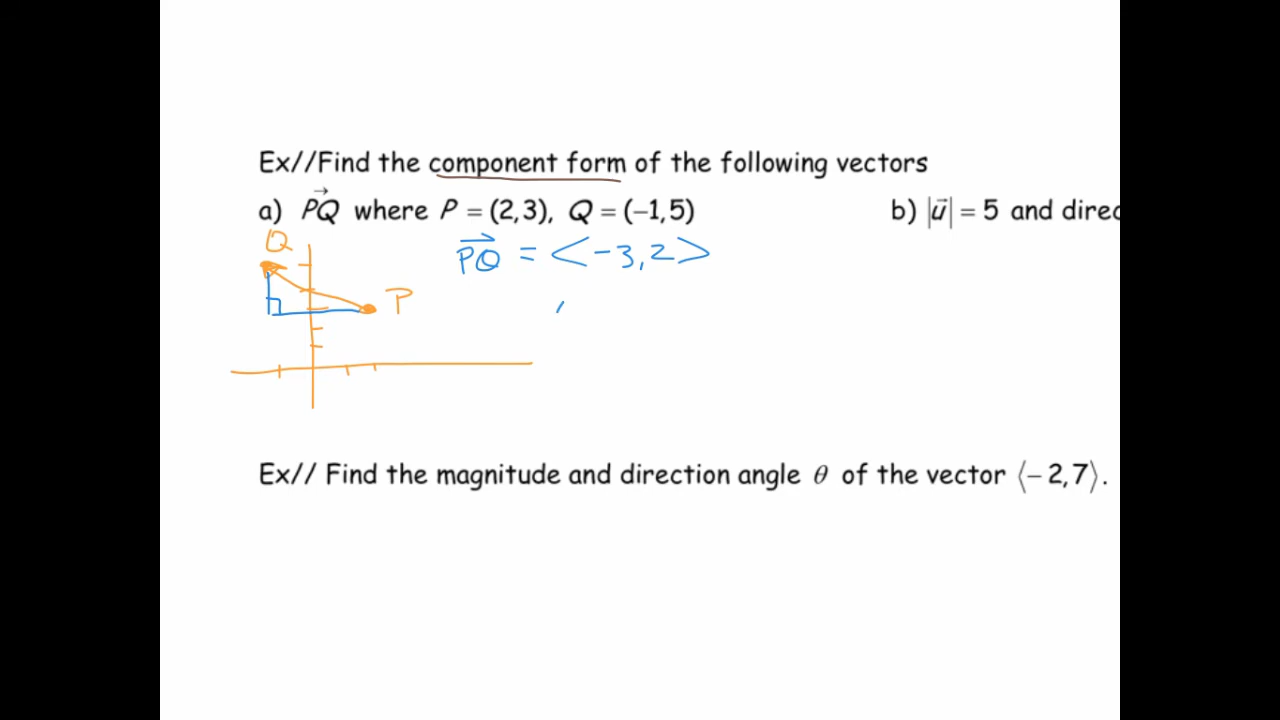 Ex//Find the component form of the following vectors
a) PQ⃗ where P = (2,3), Q = (−1,5)
b) |u⃗| = 5 and direc
Q
PQ⃗ = <−3,2>
P
Ex// Find the magnitude and direction angle θ of the vector ⟨−2,7⟩.